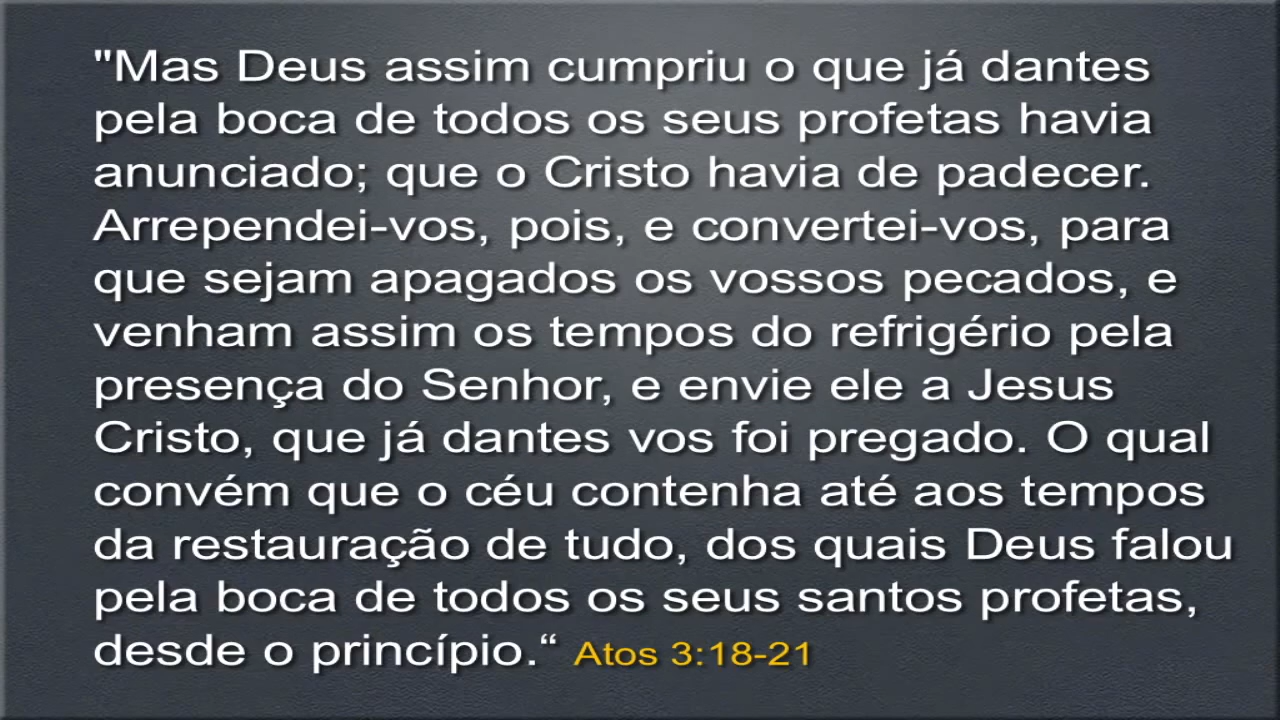 "Mas Deus assim cumpriu o que já dantes
pela boca de todos os seus profetas havia
anunciado; que o Cristo havia de padecer.
Arrependei-vos, pois, e convertei-vos, para
que sejam apagados os vossos pecados, e
venham assim os tempos do refrigério pela
presença do Senhor, e envie ele a Jesus
Cristo, que já dantes vos foi pregado. O qual
convém que o céu contenha até aos tempos
da restauração de tudo, dos quais Deus falou
pela boca de todos os seus santos profetas,
desde o princípio.“ Atos 3:18-21